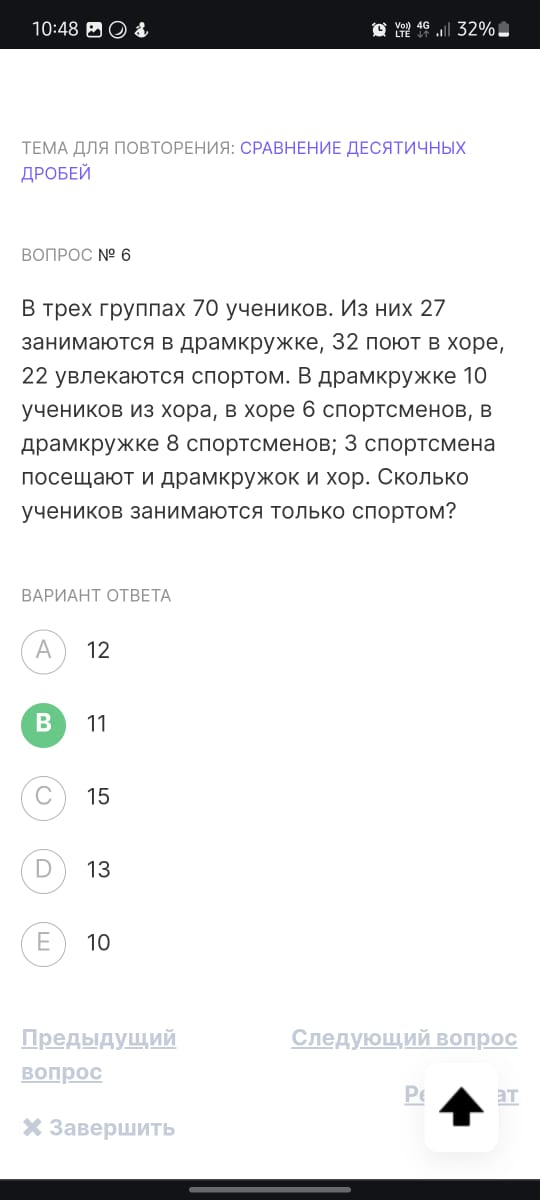 10:48 Vo)) LTE 4G 32%
ТЕМА ДЛЯ ПОВТОРЕНИЯ: СРАВНЕНИЕ ДЕСЯТИЧНЫХ
ДРОБЕЙ
ВОПРОС № 6
В трех группах 70 учеников. Из них 27
занимаются в драмкружке, 32 поют в хоре,
22 увлекаются спортом. В драмкружке 10
учеников из хора, в хоре 6 спортсменов, в
драмкружке 8 спортсменов; 3 спортсмена
посещают и драмкружок и хор. Сколько
учеников занимаются только спортом?
ВАРИАНТ ОТВЕТА
A 12
B 11
C 15
D 13
E 10
Предыдущий Следующий вопрос
вопрос
✖ Завершить